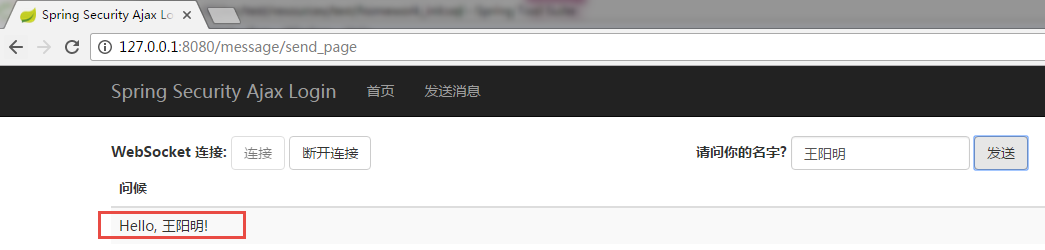 Spring Security Ajax Lo
127.0.0.1:8080/message/send_page
Spring Security Ajax Login 首页 发送消息
WebSocket 连接: 连接 断开连接 请问你的名字? 王阳明 发送
问候
Hello, 王阳明!